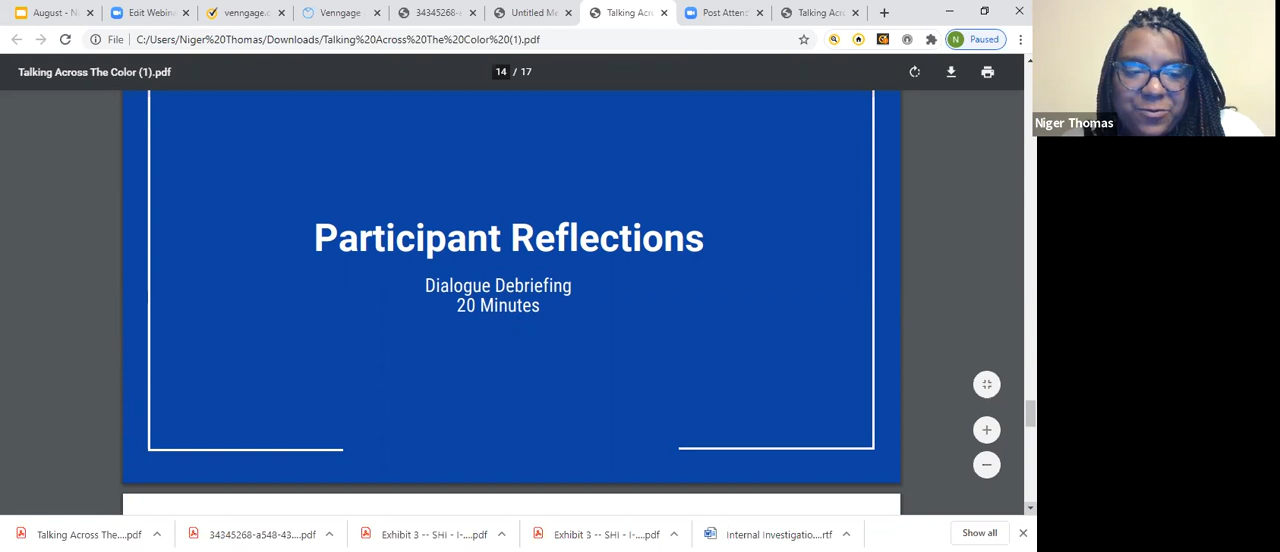 August - N
Edit Webina
venngage.c
Venngage
34345268-a
Untitled Me
Talking Acr
Post Attend
Talking Acr
File
C:/Users/Niger%20Thomas/Downloads/Talking%20Across%20The%20Color%20(1).pdf
N
Paused
Talking Across The Color (1).pdf
14 / 17
Niger Thomas
Participant Reflections
Dialogue Debriefing
20 Minutes
Talking Across The....pdf
34345268-a548-43....pdf
Exhibit 3 -- SHI - I-....pdf
Exhibit 3 -- SHI - I-....pdf
Internal Investigatio....rtf
Show all